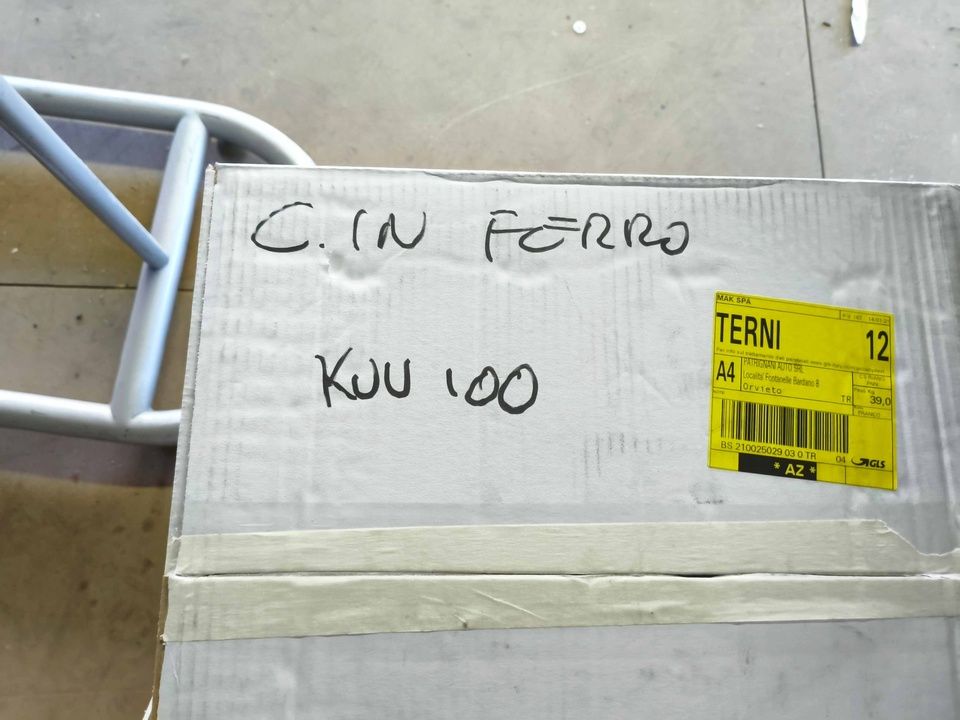 C. IN FERRO
KUU 100
MAK SPA
TERNI 12
A4
PATRIGNANI AUTO SRL
Località Fontanelle Bardano 8
Orvieto TR
39,0
FRANCO
BS 210025029 03 0 TR 04 GLS
* AZ *